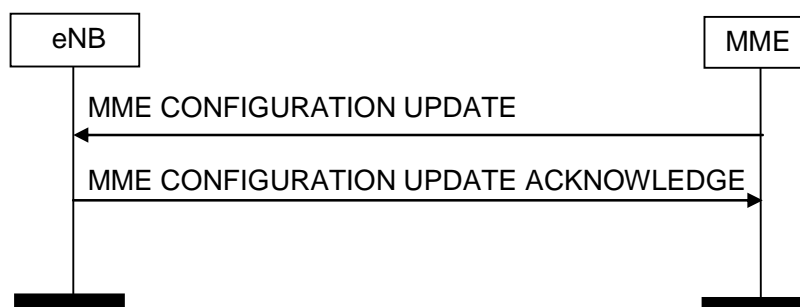 eNB
MME
MME CONFIGURATION UPDATE
MME CONFIGURATION UPDATE ACKNOWLEDGE